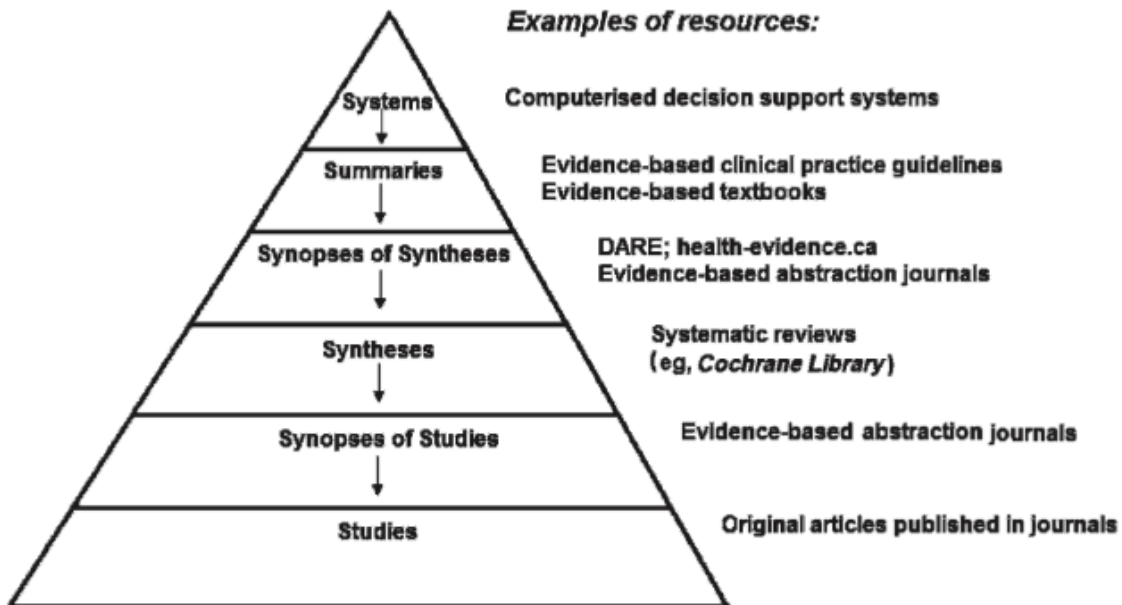 Examples of resources:
Systems
Computerised decision support systems
Summaries
Evidence-based clinical practice guidelines
Evidence-based textbooks
Synopses of Syntheses
DARE; health-evidence.ca
Evidence-based abstraction journals
Syntheses
Systematic reviews
(eg, Cochrane Library)
Synopses of Studies
Evidence-based abstraction journals
Studies
Original articles published in journals